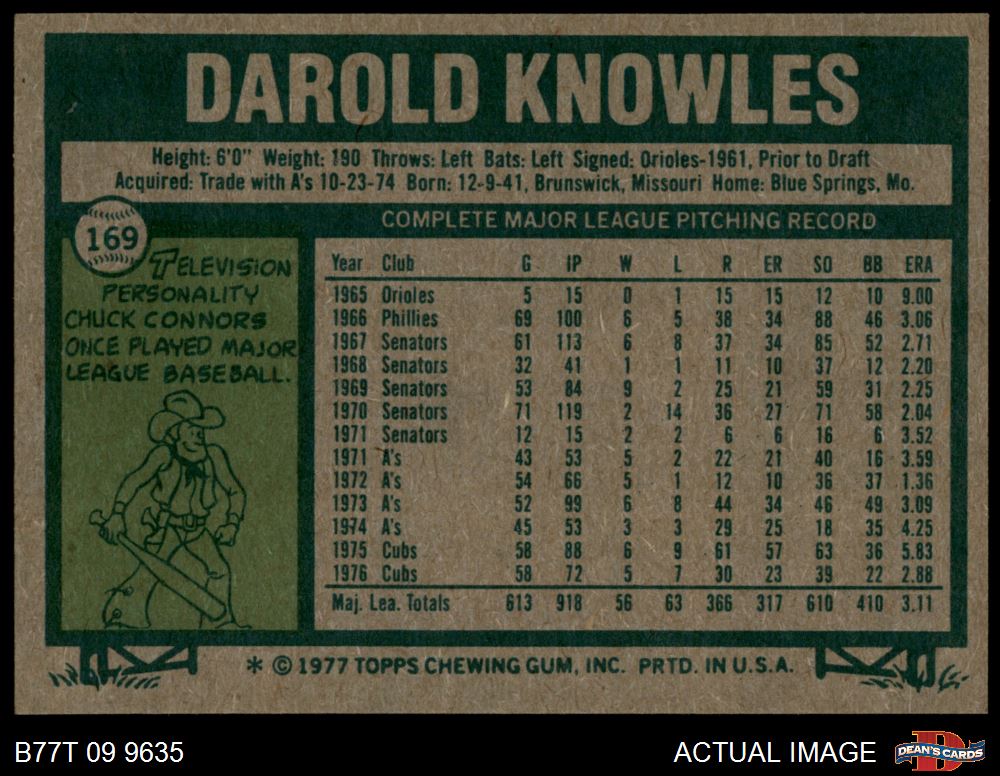 DAROLD KNOWLES
Height: 6'0" Weight: 190 Throws: Left Bats: Left Signed: Orioles-1961, Prior to Draft
Acquired: Trade with A's 10-23-74 Born: 12-9-41, Brunswick, Missouri Home: Blue Springs, Mo.
169
TELEVISION
PERSONALITY
CHUCK CONNORS
ONCE PLAYED MAJOR
LEAGUE BASEBALL.
COMPLETE MAJOR LEAGUE PITCHING RECORD
Year Club G IP W L R ER SO BB ERA
1965 Orioles 5 15 0 1 15 15 12 10 9.00
1966 Phillies 69 100 6 5 38 34 88 46 3.06
1967 Senators 61 113 6 8 37 34 85 52 2.71
1968 Senators 32 41 1 1 11 10 37 12 2.20
1969 Senators 53 84 9 2 25 21 59 31 2.25
1970 Senators 71 119 2 14 36 27 71 58 2.04
1971 Senators 12 15 2 2 6 6 16 6 3.52
1971 A's 43 53 5 2 22 21 40 16 3.59
1972 A's 54 66 5 1 12 10 36 37 1.36
1973 A's 52 99 6 8 44 34 46 49 3.09
1974 A's 45 53 3 3 29 25 18 35 4.25
1975 Cubs 58 88 6 9 61 57 63 36 5.83
1976 Cubs 58 72 5 7 30 23 39 22 2.88
Maj. Lea. Totals 613 918 56 63 366 317 610 410 3.11
* © 1977 TOPPS CHEWING GUM, INC. PRTD. IN U.S.A.
B77T 09 9635
ACTUAL IMAGE
DEAN'S CARDS